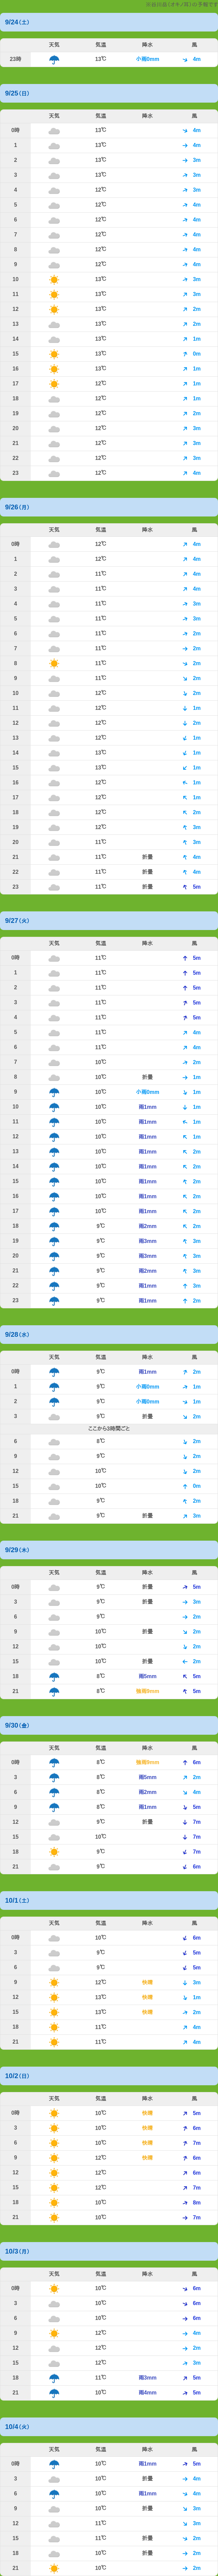 ※谷川岳（オキノ耳）の予報です
9/24(土)
天気 気温 降水 風
23時 13℃ 小雨0mm 4m
9/25(日)
天気 気温 降水 風
0時 13℃ 4m
1 13℃ 4m
2 13℃ 3m
3 12℃ 3m
4 12℃ 3m
5 12℃ 4m
6 12℃ 4m
7 12℃ 4m
8 12℃ 4m
9 12℃ 4m
10 13℃ 3m
11 13℃ 3m
12 13℃ 2m
13 13℃ 2m
14 13℃ 1m
15 13℃ 0m
16 13℃ 1m
17 12℃ 1m
18 12℃ 1m
19 12℃ 2m
20 12℃ 3m
21 12℃ 3m
22 12℃ 3m
23 12℃ 4m
9/26(月)
天気 気温 降水 風
0時 12℃ 4m
1 12℃ 4m
2 11℃ 4m
3 11℃ 4m
4 11℃ 3m
5 11℃ 3m
6 11℃ 2m
7 11℃ 2m
8 11℃ 2m
9 11℃ 2m
10 12℃ 2m
11 12℃ 1m
12 12℃ 2m
13 13℃ 1m
14 13℃ 1m
15 13℃ 1m
16 12℃ 1m
17 12℃ 1m
18 12℃ 2m
19 12℃ 3m
20 11℃ 3m
21 11℃ 折曇 4m
22 11℃ 折曇 4m
23 11℃ 折曇 5m
9/27(火)
天気 気温 降水 風
0時 11℃ 5m
1 11℃ 5m
2 11℃ 5m
3 11℃ 5m
4 11℃ 5m
5 11℃ 4m
6 11℃ 4m
7 10℃ 2m
8 10℃ 折曇 1m
9 10℃ 小雨0mm 1m
10 10℃ 雨1mm 1m
11 10℃ 雨1mm 1m
12 10℃ 雨1mm 1m
13 10℃ 雨1mm 2m
14 10℃ 雨1mm 2m
15 10℃ 雨1mm 2m
16 10℃ 雨1mm 2m
17 10℃ 雨1mm 2m
18 9℃ 雨2mm 2m
19 9℃ 雨3mm 3m
20 9℃ 雨3mm 3m
21 9℃ 雨2mm 3m
22 9℃ 雨1mm 3m
23 9℃ 雨1mm 2m
9/28(水)
天気 気温 降水 風
0時 9℃ 雨1mm 2m
1 9℃ 小雨0mm 1m
2 9℃ 小雨0mm 1m
3 9℃ 折曇 2m
ここから3時間ごと
6 8℃ 2m
9 9℃ 2m
12 10℃ 2m
15 10℃ 0m
18 9℃ 2m
21 9℃ 折曇 3m
9/29(木)
天気 気温 降水 風
0時 9℃ 折曇 5m
3 9℃ 折曇 3m
6 9℃ 2m
9 10℃ 折曇 2m
12 10℃ 2m
15 10℃ 折曇 2m
18 8℃ 雨5mm 5m
21 8℃ 強雨9mm 5m
9/30(金)
天気 気温 降水 風
0時 8℃ 強雨9mm 6m
3 8℃ 雨5mm 2m
6 8℃ 雨2mm 4m
9 8℃ 雨1mm 5m
12 9℃ 折曇 7m
15 10℃ 7m
18 9℃ 7m
21 9℃ 6m
10/1(土)
天気 気温 降水 風
0時 10℃ 6m
3 9℃ 5m
6 9℃ 5m
9 12℃ 快晴 3m
12 13℃ 快晴 1m
15 13℃ 快晴 2m
18 11℃ 4m
21 11℃ 4m
10/2(日)
天気 気温 降水 風
0時 10℃ 快晴 5m
3 10℃ 快晴 6m
6 10℃ 快晴 7m
9 12℃ 快晴 6m
12 12℃ 6m
15 12℃ 7m
18 10℃ 8m
21 10℃ 7m
10/3(月)
天気 気温 降水 風
0時 10℃ 6m
3 10℃ 6m
6 10℃ 6m
9 12℃ 4m
12 12℃ 2m
15 12℃ 3m
18 11℃ 雨3mm 5m
21 10℃ 雨4mm 5m
10/4(火)
天気 気温 降水 風
0時 10℃ 雨1mm 5m
3 10℃ 折曇 4m
6 10℃ 雨1mm 4m
9 10℃ 折曇 3m
12 11℃ 3m
15 11℃ 折曇 2m
18 10℃ 折曇 2m
21 10℃ 2m